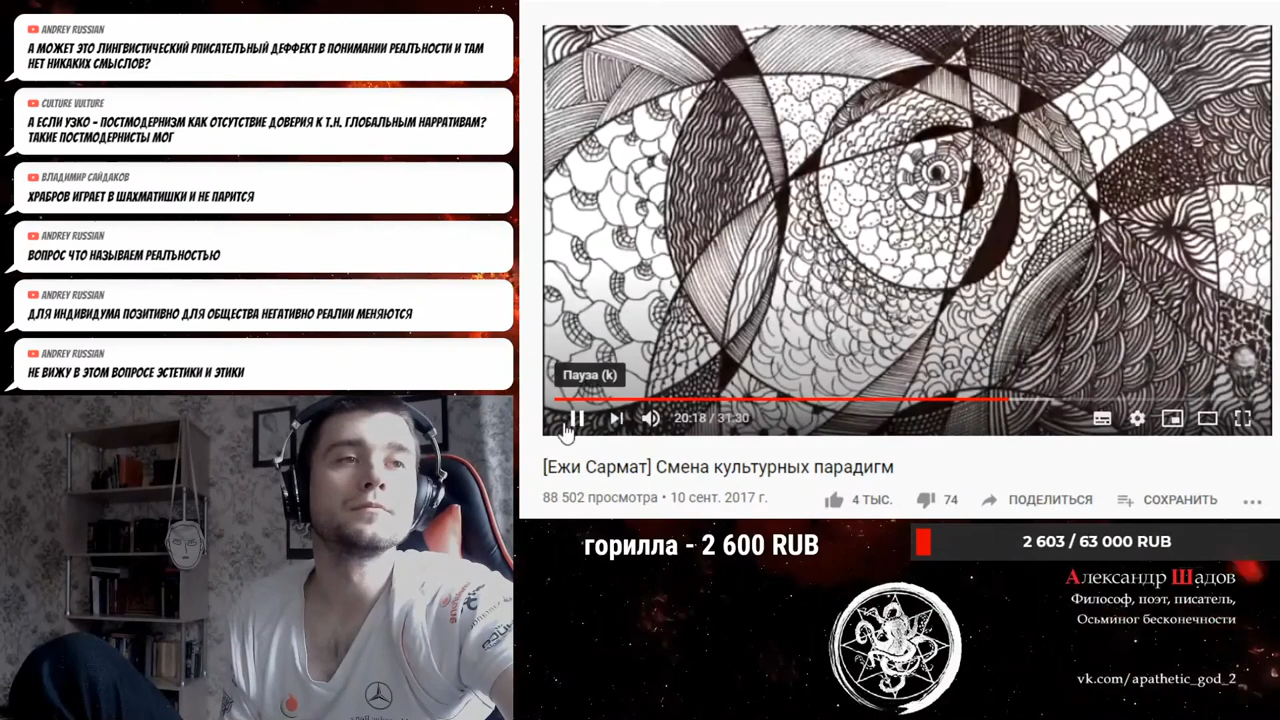 ANDREY RUSSIAN
А МОЖЕТ ЭТО ЛИНГВИСТИЧЕСКИЙ РПИСАТЕЛЪНЫЙ ДЕФФЕКТ В ПОНИМАНИИ РЕАЛЪНОСТИ И ТАМ
НЕТ НИКАКИХ СМЫСЛОВ?
CULTURE VULTURE
А ЕСЛИ УЗКО - ПОСТМОДЕРНИЗМ КАК ОТСУТСТВИЕ ДОВЕРИЯ К Т.Н. ГЛОБАЛЬНЫМ НАРРАТИВАМ?
ТАКИЕ ПОСТМОДЕРНИСТЫ МОГ
ВЛАДИМИР САЙДАКОВ
ХРАБРОВ ИГРАЕТ В ШАХМАТИШКИ И НЕ ПАРИТСЯ
ANDREY RUSSIAN
ВОПРОС ЧТО НАЗЫВАЕМ РЕАЛЪНОСТЬЮ
ANDREY RUSSIAN
ДЛЯ ИНДИВИДУМА ПОЗИТИВНО ДЛЯ ОБЩЕСТВА НЕГАТИВНО РЕАЛИИ МЕНЯЮТСЯ
ANDREY RUSSIAN
НЕ ВИЖУ В ЭТОМ ВОПРОСЕ ЭСТЕТИКИ И ЭТИКИ
Пауза (k)
20:18 / 31:30
[Ежи Сармат] Смена культурных парадигм
88 502 просмотра • 10 сент. 2017 г.
4 ТЫС.
74
ПОДЕЛИТЬСЯ
СОХРАНИТЬ
горилла - 2 600 RUB
2 603 / 63 000 RUB
Александр Шадов
Философ, поэт, писатель,
Осьминог бесконечности
vk.com/apathetic_god_2